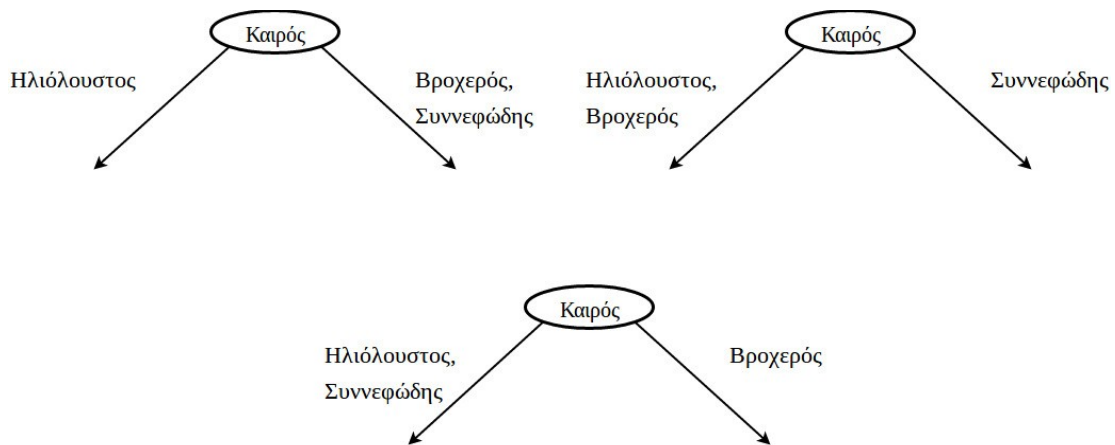 Καιρός
Ηλιόλουστος
Βροχερός,
Συννεφώδης
Καιρός
Ηλιόλουστος,
Βροχερός
Συννεφώδης
Καιρός
Ηλιόλουστος,
Συννεφώδης
Βροχερός